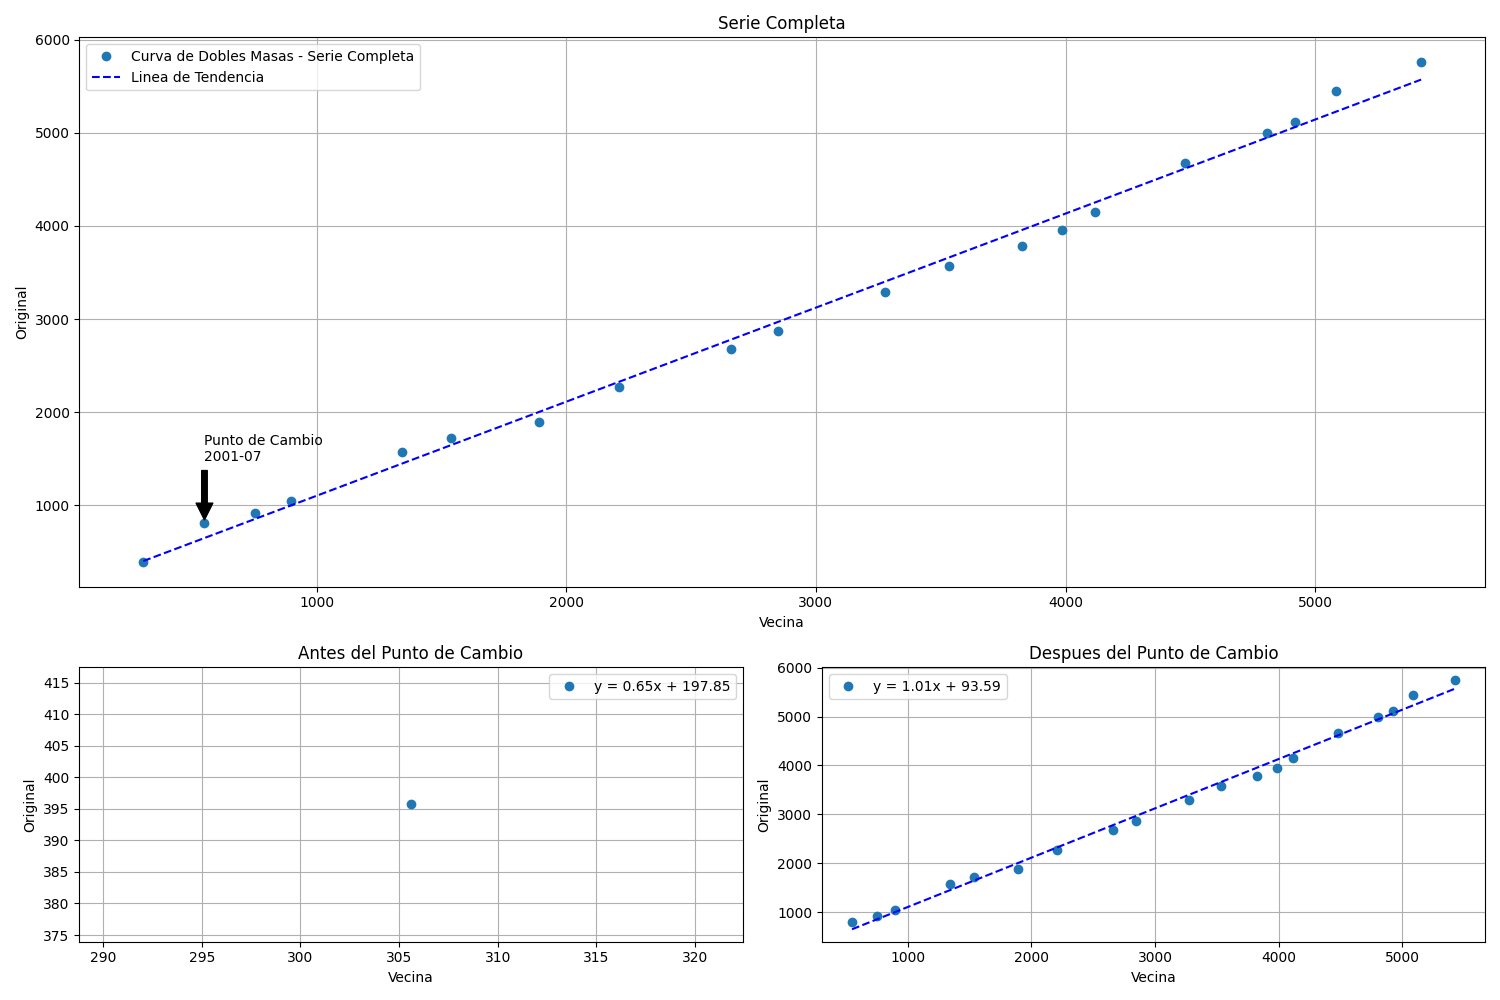 Serie Completa
6000
5000
4000
3000
2000
1000
Original
Curva de Dobles Masas - Serie Completa
Linea de Tendencia
Punto de Cambio
2001-07
1000
2000
3000
4000
5000
Vecina
Antes del Punto de Cambio
415
410
405
400
395
390
385
380
375
Original
y = 0.65x + 197.85
290
295
300
305
310
315
320
Vecina
Despues del Punto de Cambio
6000
5000
4000
3000
2000
1000
Original
y = 1.01x + 93.59
1000
2000
3000
4000
5000
Vecina